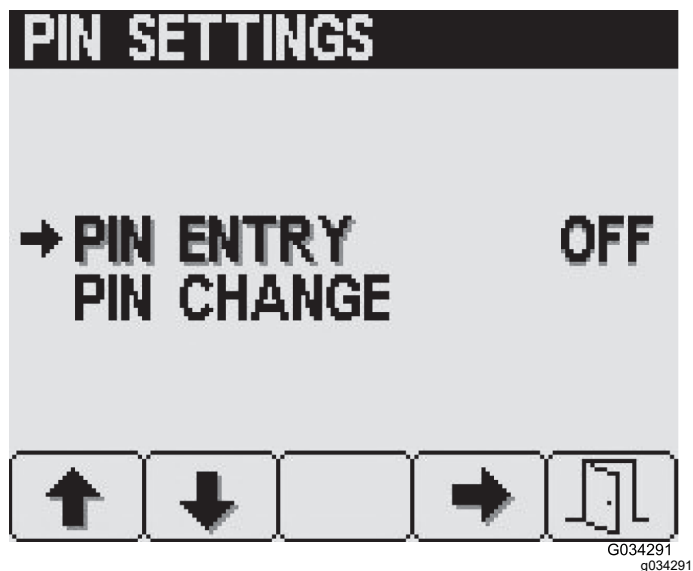 PIN SETTINGS
PIN ENTRY OFF
PIN CHANGE
G034291
g034291